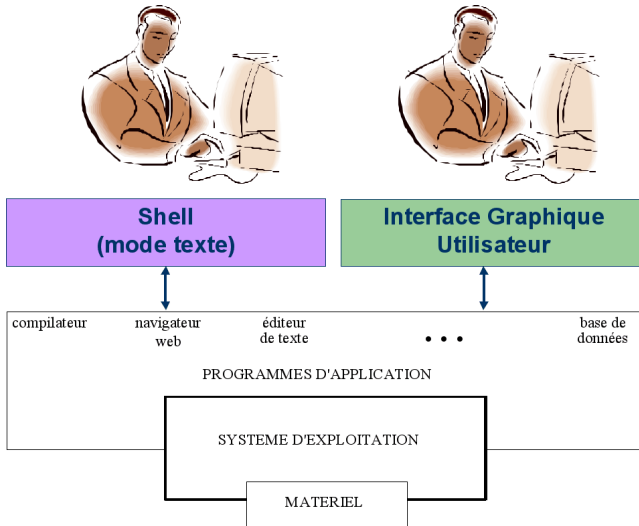 Shell
(mode texte)
Interface Graphique
Utilisateur
compilateur
navigateur
web
éditeur
de texte
• • •
base de
données
PROGRAMMES D'APPLICATION
SYSTEME D'EXPLOITATION
MATERIEL